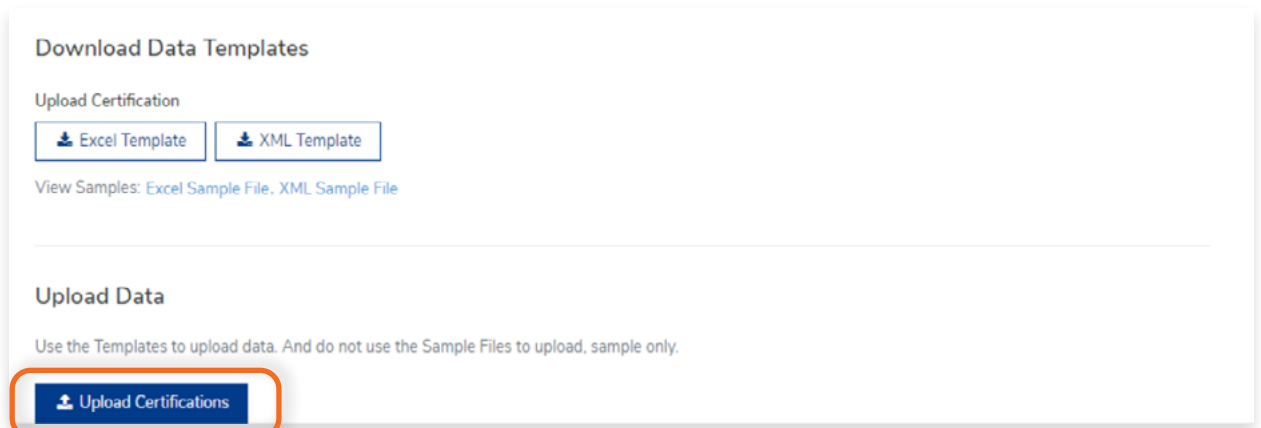 Download Data Templates
Upload Certification
Excel Template XML Template
View Samples: Excel Sample File, XML Sample File
Upload Data
Use the Templates to upload data. And do not use the Sample Files to upload, sample only.
Upload Certifications